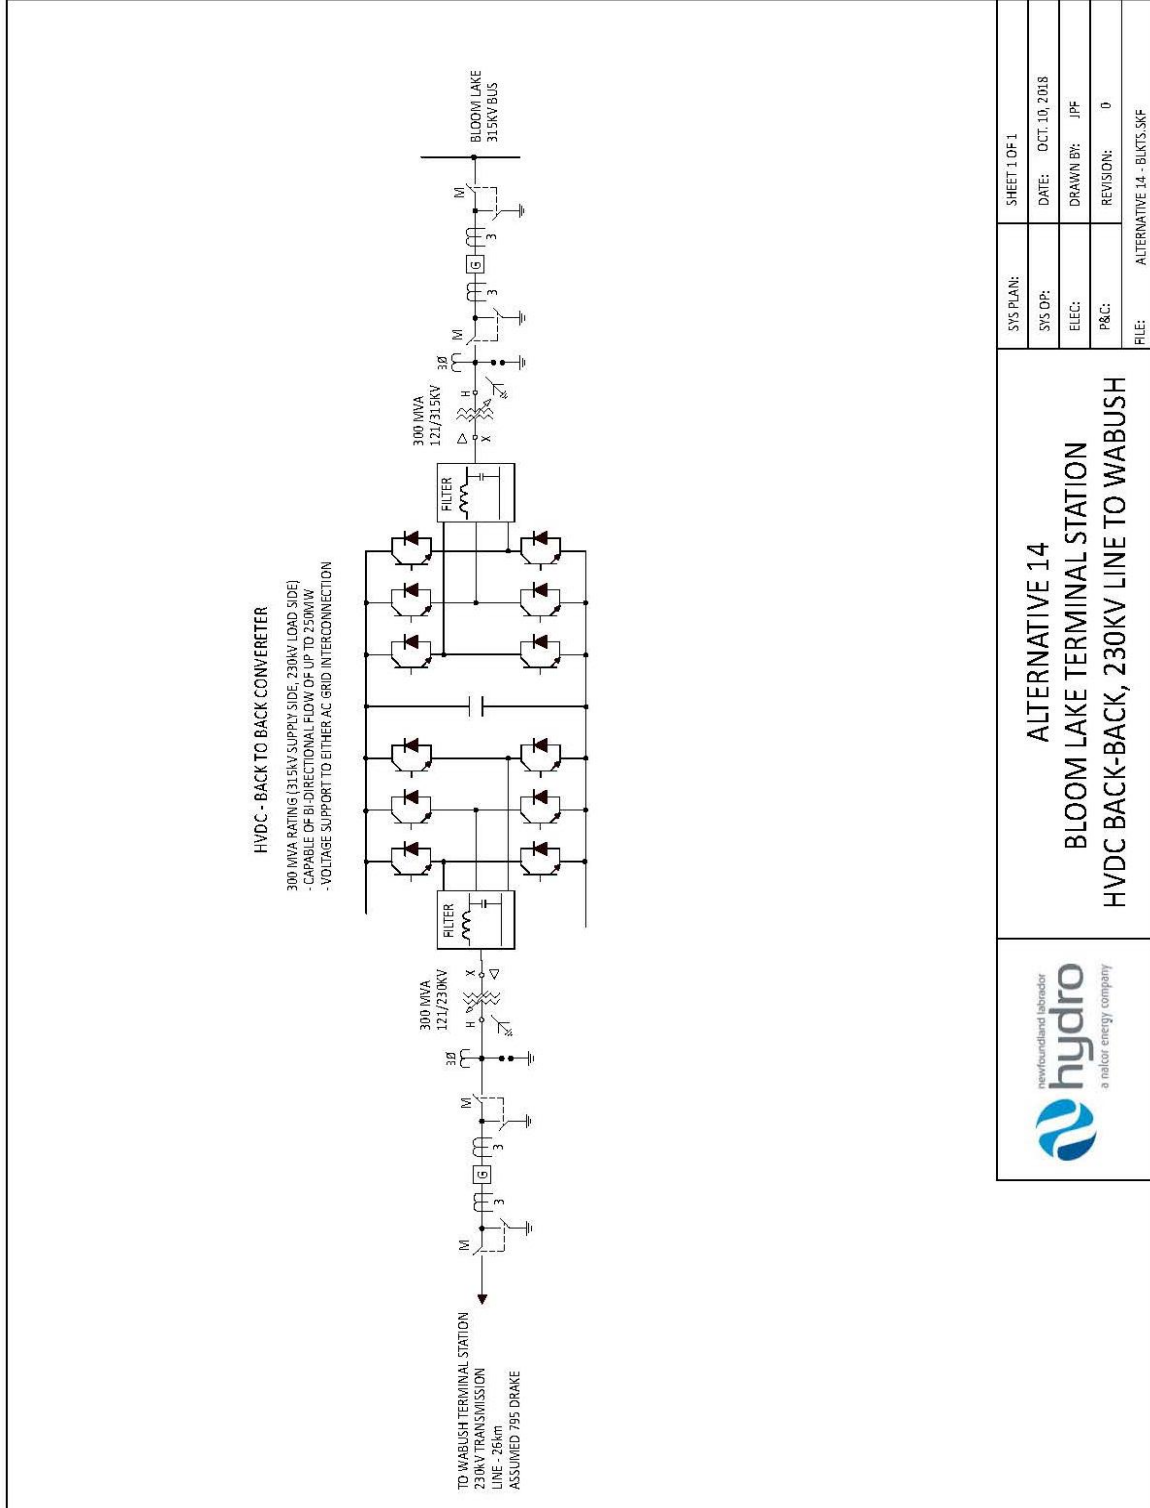 HVDC - BACK TO BACK CONVERETER
300 MVA RATING (315kV SUPPLY SIDE, 230kV LOAD SIDE)
- CAPABLE OF BI-DIRECTIONAL FLOW OF UP TO 250MW
- VOLTAGE SUPPORT TO EITHER AC GRID INTERCONNECTION
TO WABUSH TERMINAL STATION
230kV TRANSMISSION
LINE - 26km
ASSUMED 795 DRAKE
M
3
G
3
M
3Ø
300 MVA
121/230KV
H
X
FILTER
FILTER
300 MVA
121/315KV
X
H
3Ø
M
3
G
3
M
BLOOM LAKE
315KV BUS
newfoundland labrador
hydro
a nalcor energy company
ALTERNATIVE 14
BLOOM LAKE TERMINAL STATION
HVDC BACK-BACK, 230KV LINE TO WABUSH
SYS PLAN:
SHEET 1 OF 1
SYS OP:
DATE: OCT. 10, 2018
ELEC:
DRAWN BY: JPF
P&C:
REVISION: 0
FILE: ALTERNATIVE 14 - BLKTS.SKF